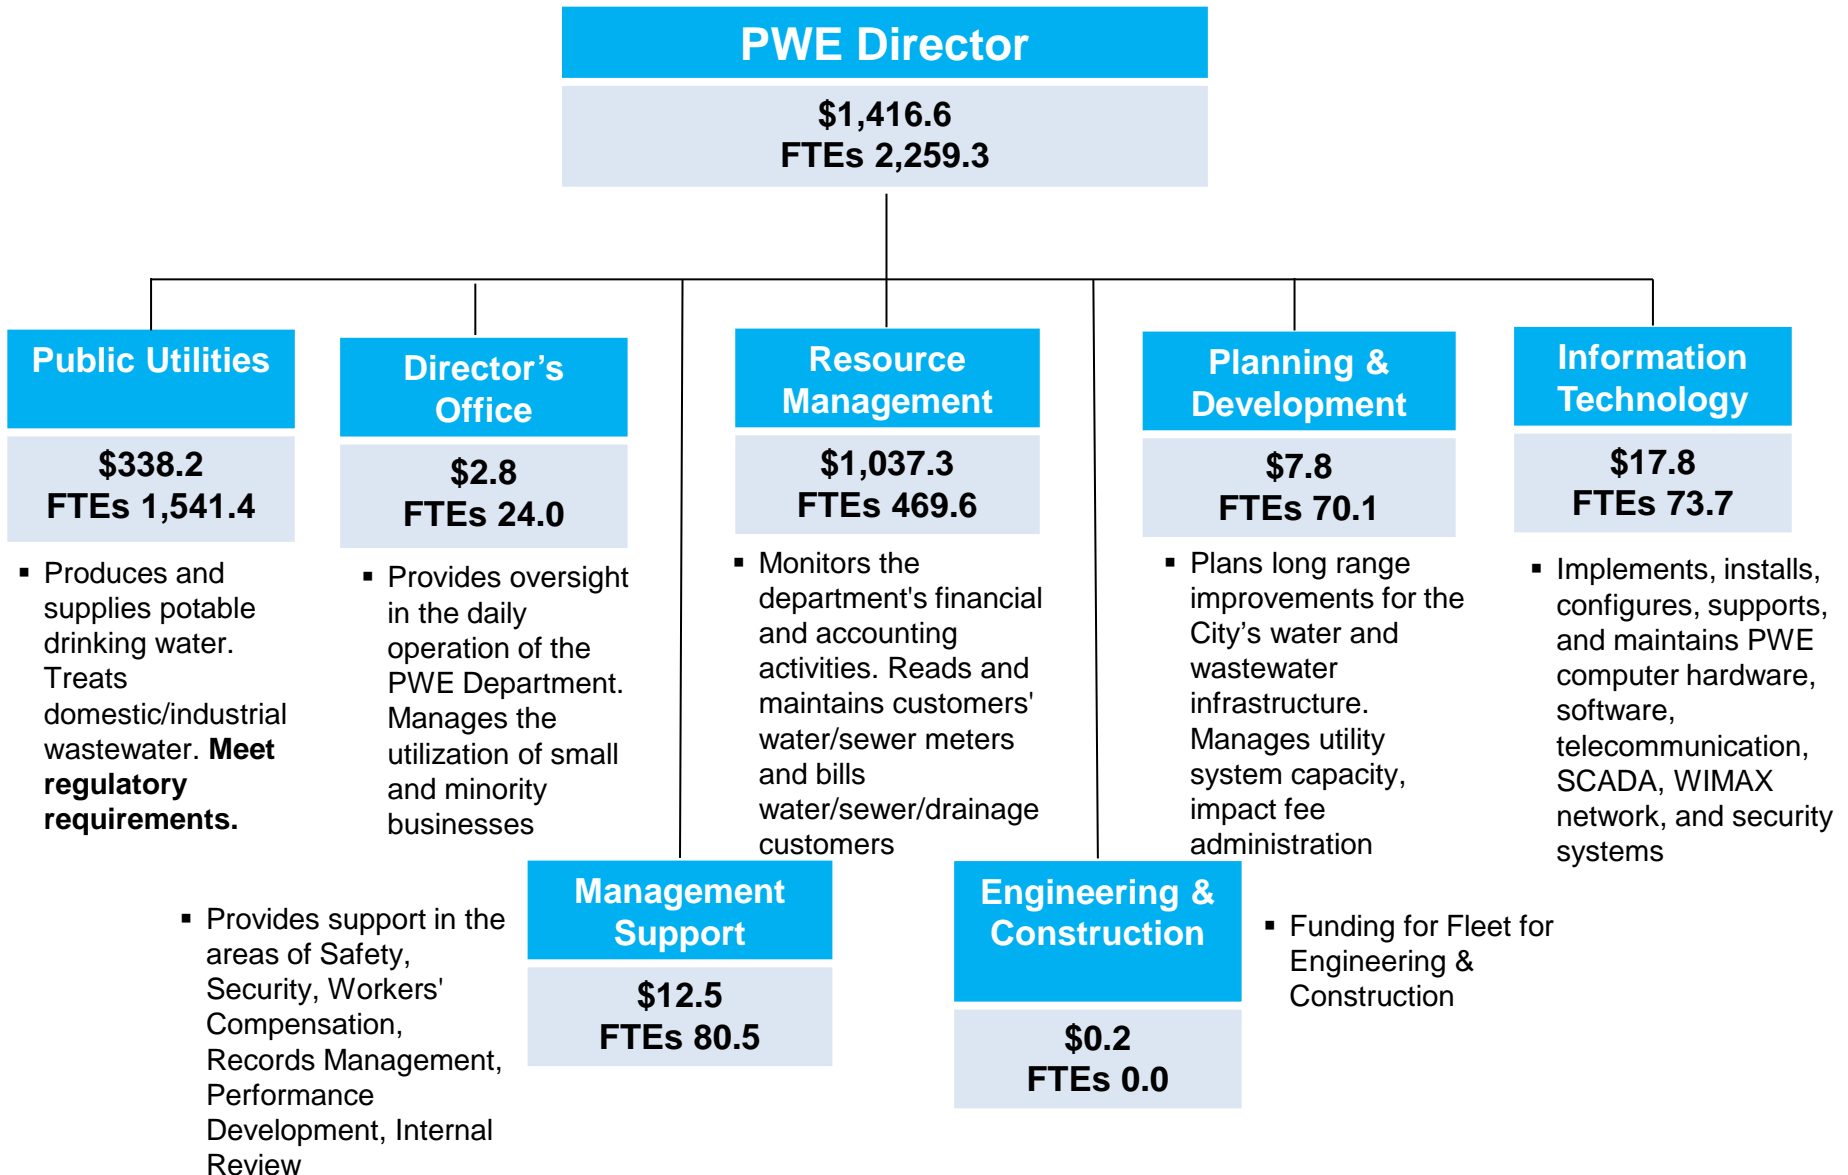 PWE Director
$1,416.6
FTEs 2,259.3
Public Utilities
$338.2
FTEs 1,541.4
▪ Produces and
supplies potable
drinking water.
Treats
domestic/industrial
wastewater. Meet
regulatory
requirements.
Director’s
Office
$2.8
FTEs 24.0
▪ Provides oversight
in the daily
operation of the
PWE Department.
Manages the
utilization of small
and minority
businesses
Resource
Management
$1,037.3
FTEs 469.6
▪ Monitors the
department's financial
and accounting
activities. Reads and
maintains customers'
water/sewer meters
and bills
water/sewer/drainage
customers
Planning &
Development
$7.8
FTEs 70.1
▪ Plans long range
improvements for the
City’s water and
wastewater
infrastructure.
Manages utility
system capacity,
impact fee
administration
Information
Technology
$17.8
FTEs 73.7
▪ Implements, installs,
configures, supports,
and maintains PWE
computer hardware,
software,
telecommunication,
SCADA, WIMAX
network, and security
systems
▪ Provides support in the
areas of Safety,
Security, Workers'
Compensation,
Records Management,
Performance
Development, Internal
Review
Management
Support
$12.5
FTEs 80.5
Engineering &
Construction
$0.2
FTEs 0.0
▪ Funding for Fleet for
Engineering &
Construction